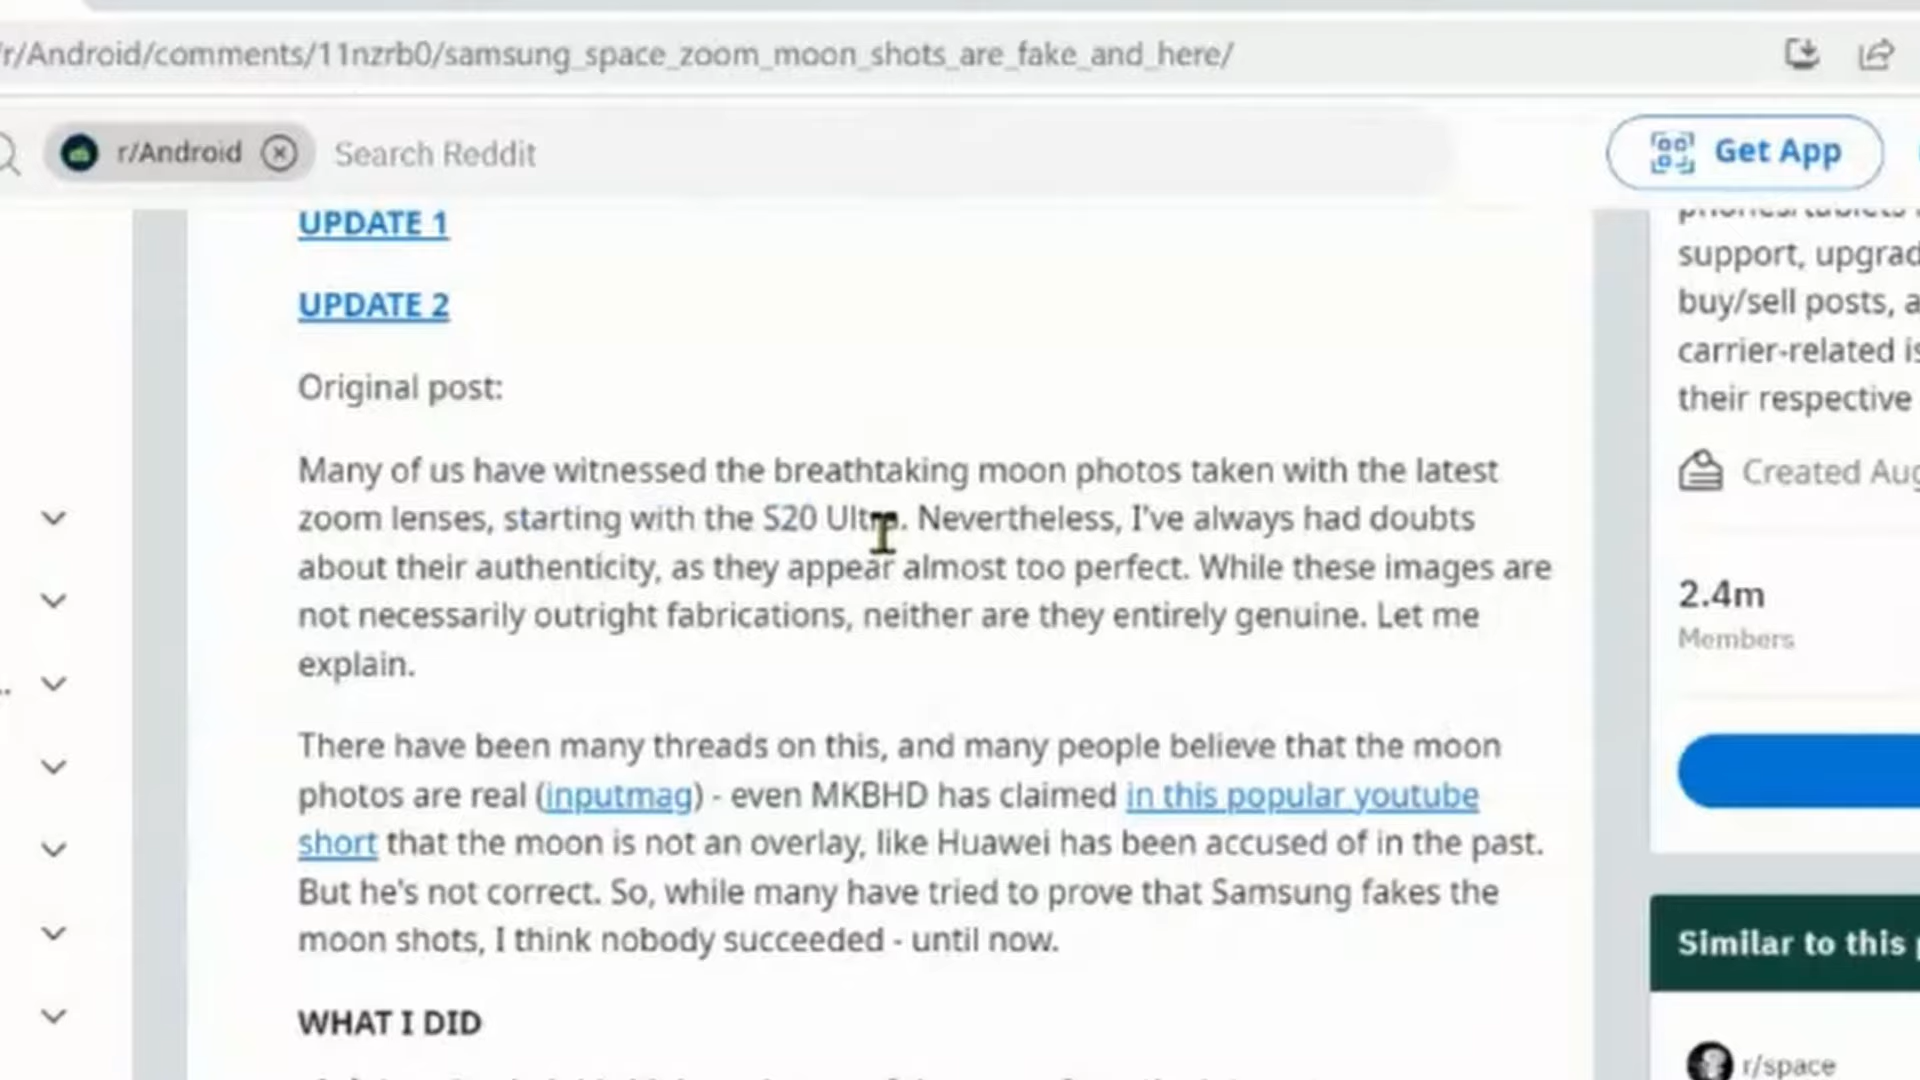 /r/Android/comments/11nzrb0/samsung_space_zoom_moon_shots_are_fake_and_here/
r/Android Search Reddit
Get App
UPDATE 1
UPDATE 2
Original post:
Many of us have witnessed the breathtaking moon photos taken with the latest
zoom lenses, starting with the S20 Ultra. Nevertheless, I've always had doubts
about their authenticity, as they appear almost too perfect. While these images are
not necessarily outright fabrications, neither are they entirely genuine. Let me
explain.
There have been many threads on this, and many people believe that the moon
photos are real (inputmag) - even MKBHD has claimed in this popular youtube
short that the moon is not an overlay, like Huawei has been accused of in the past.
But he's not correct. So, while many have tried to prove that Samsung fakes the
moon shots, I think nobody succeeded - until now.
WHAT I DID
phones/tablets
support, upgrad
buy/sell posts, a
carrier-related is
their respective
Created Aug
2.4m
Members
Similar to this p
r/space